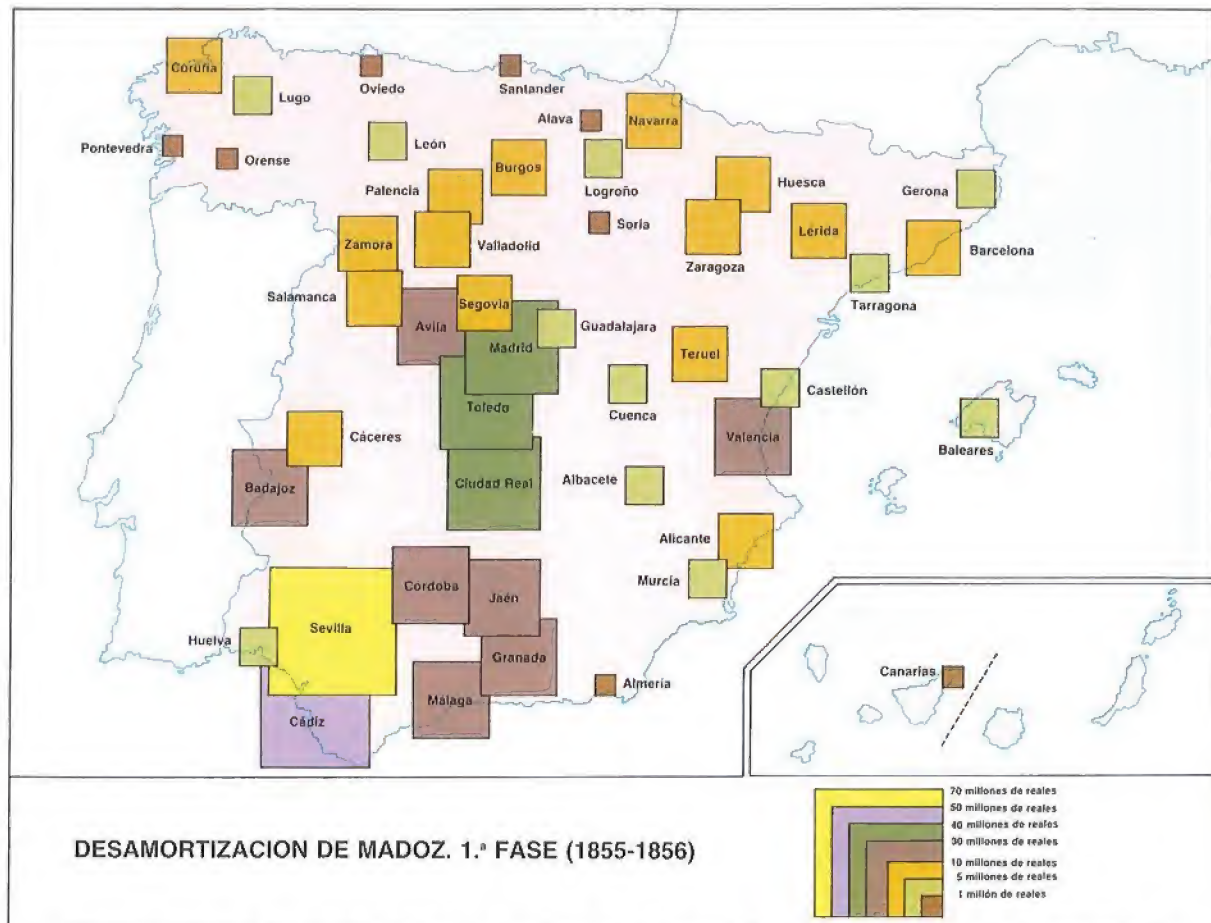 Coruña
Lugo
Oviedo
Santander
Alava
Navarra
Pontevedra
Orense
León
Burgos
Logroño
Palencia
Huesca
Gerona
Soria
Zamora
Valladolid
Zaragoza
Lérida
Barcelona
Salamanca
Segovia
Tarragona
Avila
Madrid
Guadalajara
Teruel
Toledo
Cuenca
Castellón
Cáceres
Valencia
Baleares
Badajoz
Ciudad Real
Albacele
Alicante
Murcia
Cordoba
Jaén
Huelva
Sevilla
Granada
Almería
Canarias
Málaga
Cádiz
70 millones de reales
50 millones de reales
40 millones de reales
30 millones de reales
10 millones de reales
5 millones de reales
1 millón de reales
DESAMORTIZACION DE MADOZ. 1.ª FASE (1855-1856)